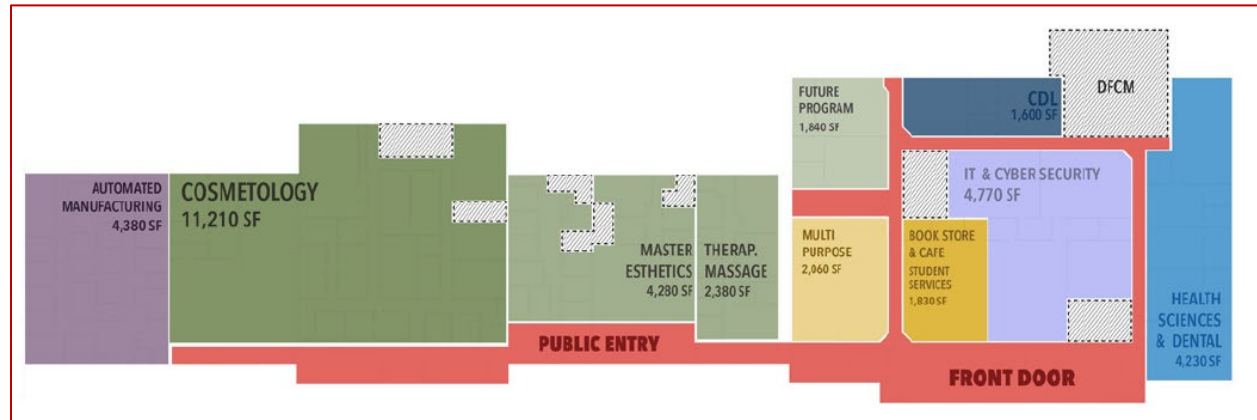 AUTOMATED
MANUFACTURING
4,380 SF
COSMETOLOGY
11,210 SF
MASTER
ESTHETICS
4,280 SF
THERAP.
MASSAGE
2,380 SF
PUBLIC ENTRY
FUTURE
PROGRAM
1,840 SF
MULTI
PURPOSE
2,060 SF
CDL
1,600 SF
DFCM
IT & CYBER SECURITY
4,770 SF
BOOK STORE
& CAFE
STUDENT
SERVICES
1,830 SF
HEALTH
SCIENCES
& DENTAL
4,230 SF
FRONT DOOR